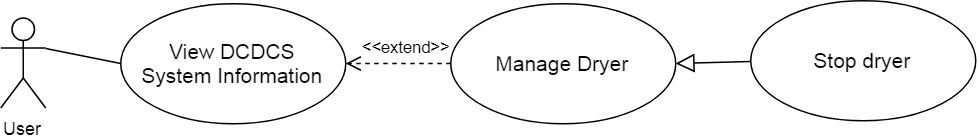 View DCDCS
System Information
<<extend>>
Manage Dryer
Stop dryer
User